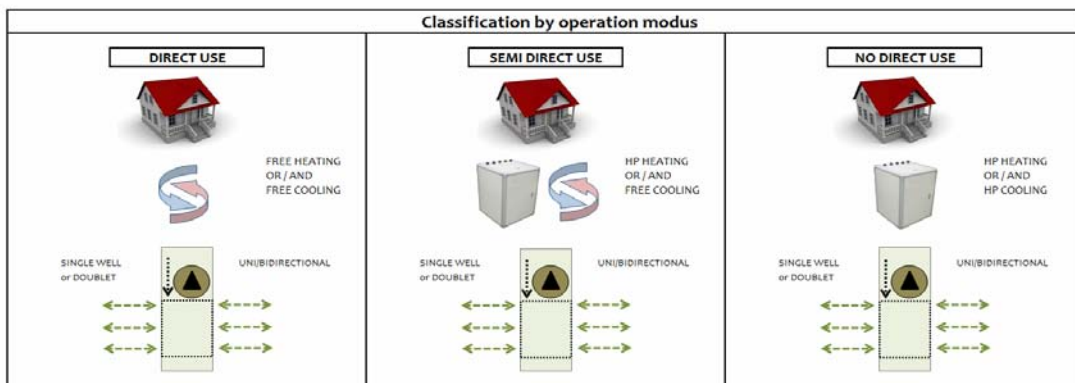 Classification by operation modus
DIRECT USE
FREE HEATING
OR / AND
FREE COOLING
SINGLE WELL
or DOUBLET
UNI/BIDIRECTIONAL
SEMI DIRECT USE
HP HEATING
OR / AND
FREE COOLING
SINGLE WELL
or DOUBLET
UNI/BIDIRECTIONAL
NO DIRECT USE
HP HEATING
OR / AND
HP COOLING
SINGLE WELL
or DOUBLET
UNI/BIDIRECTIONAL